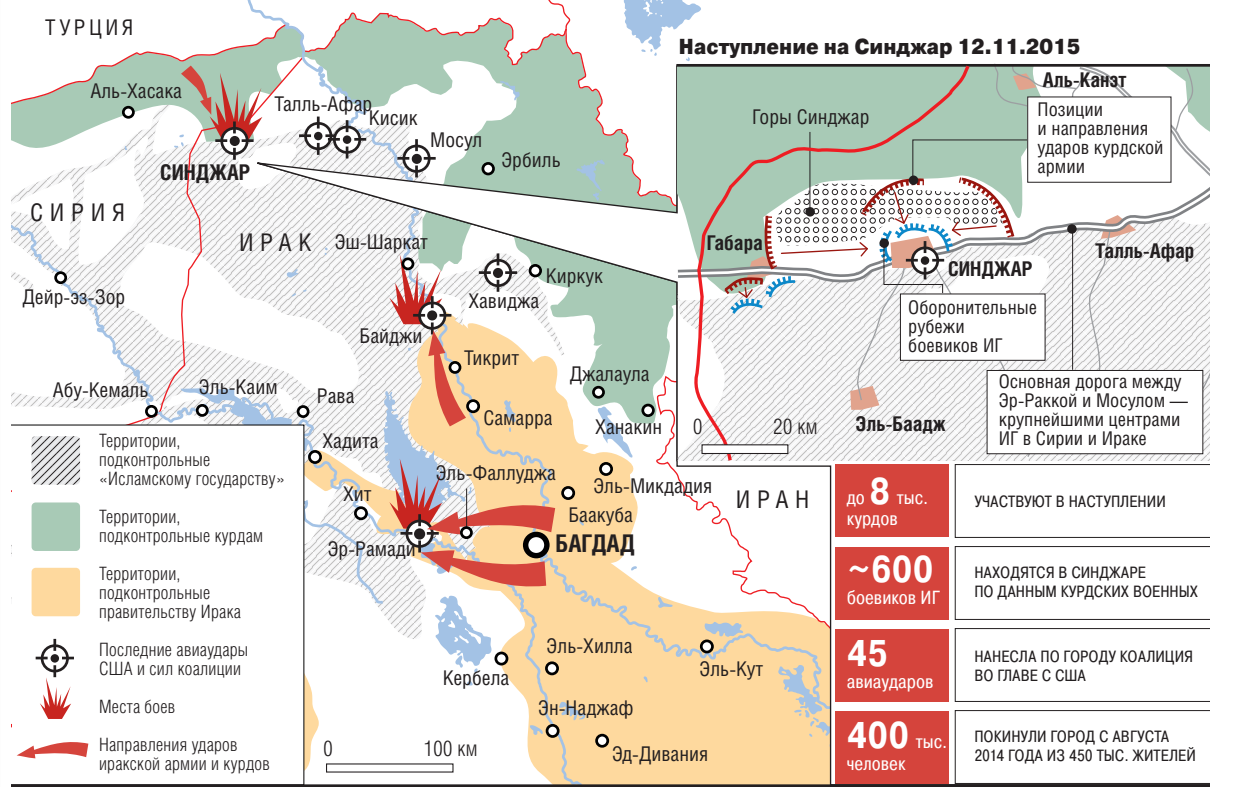 ТУРЦИЯ
Аль-Хасака
Талль-Афар
Кисик
Мосул
Эрбиль
СИНДЖАР
СИРИЯ
ИРАК
Эш-Шаркат
Киркук
Хавиджа
Дейр-эз-Зор
Байджи
Тикрит
Джалаула
Абу-Кемаль
Эль-Каим
Рава
Самарра
Ханакин
Хадита
Эль-Фаллуджа
Эль-Микдадия
ИРАН
Хит
Баакуба
Эр-Рамади
БАГДАД
Эль-Хилла
Эль-Кут
Кербела
Эн-Наджаф
Эд-Дивания
0 100 км
Территории,
подконтрольные
«Исламскому государству»
Территории,
подконтрольные курдам
Территории,
подконтрольные
правительству Ирака
Последние авиаудары
США и сил коалиции
Места боев
Направления ударов
иракской армии и курдов
Наступление на Синджар 12.11.2015
Аль-Канэт
Горы Синджар
Позиции
и направления
ударов курдской
армии
Габара
Талль-Афар
СИНДЖАР
Оборонительные
рубежи
боевиков ИГ
Основная дорога между
Эр-Раккой и Мосулом —
крупнейшими центрами
ИГ в Сирии и Ираке
Эль-Баадж
0 20 км
до 8 тыс.
курдов
УЧАСТВУЮТ В НАСТУПЛЕНИИ
~600
боевиков ИГ
НАХОДЯТСЯ В СИНДЖАРЕ
ПО ДАННЫМ КУРДСКИХ ВОЕННЫХ
45
авиаударов
НАНЕСЛА ПО ГОРОДУ КОАЛИЦИЯ
ВО ГЛАВЕ С США
400 тыс.
человек
ПОКИНУЛИ ГОРОД С АВГУСТА
2014 ГОДА ИЗ 450 ТЫС. ЖИТЕЛЕЙ